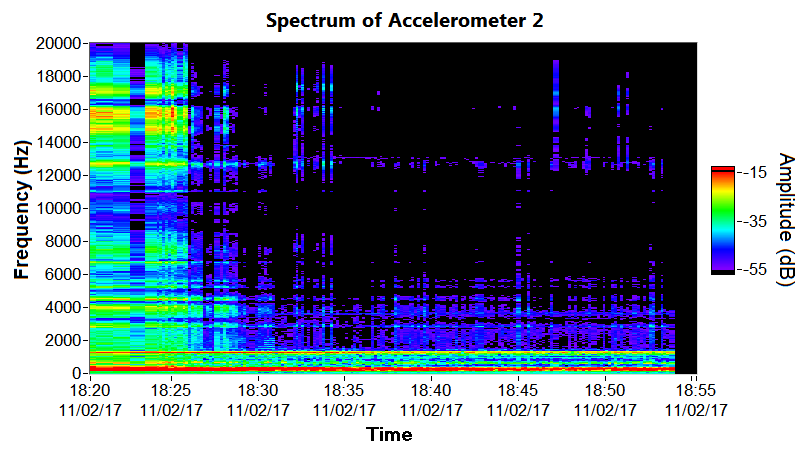 Spectrum of Accelerometer 2
Frequency (Hz)
20000
18000
16000
14000
12000
10000
8000
6000
4000
2000
0
18:20 18:25 18:30 18:35 18:40 18:45 18:50 18:55
11/02/17 11/02/17 11/02/17 11/02/17 11/02/17 11/02/17 11/02/17 11/02/17
Time
-15
-35
-55
Amplitude (dB)